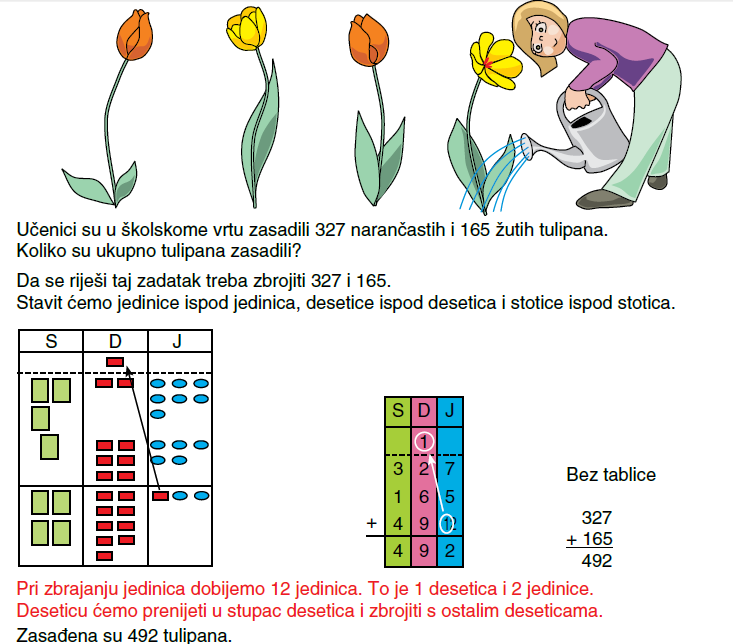 Učenici su u školskome vrtu zasadili 327 narančastih i 165 žutih tulipana.
Koliko su ukupno tulipana zasadili?
Da se riješi taj zadatak treba zbrojiti 327 i 165.
Stavit ćemo jedinice ispod jedinica, desetice ispod desetica i stotice ispod stotica.
S D J
S D J
1
3 2 7
1 6 5
+ 4 9 12
4 9 2
Bez tablice
327
+ 165
492
Pri zbrajanju jedinica dobijemo 12 jedinica. To je 1 desetica i 2 jedinice.
Deseticu ćemo prenijeti u stupac desetica i zbrojiti s ostalim deseticama.
Zasađena su 492 tulipana.